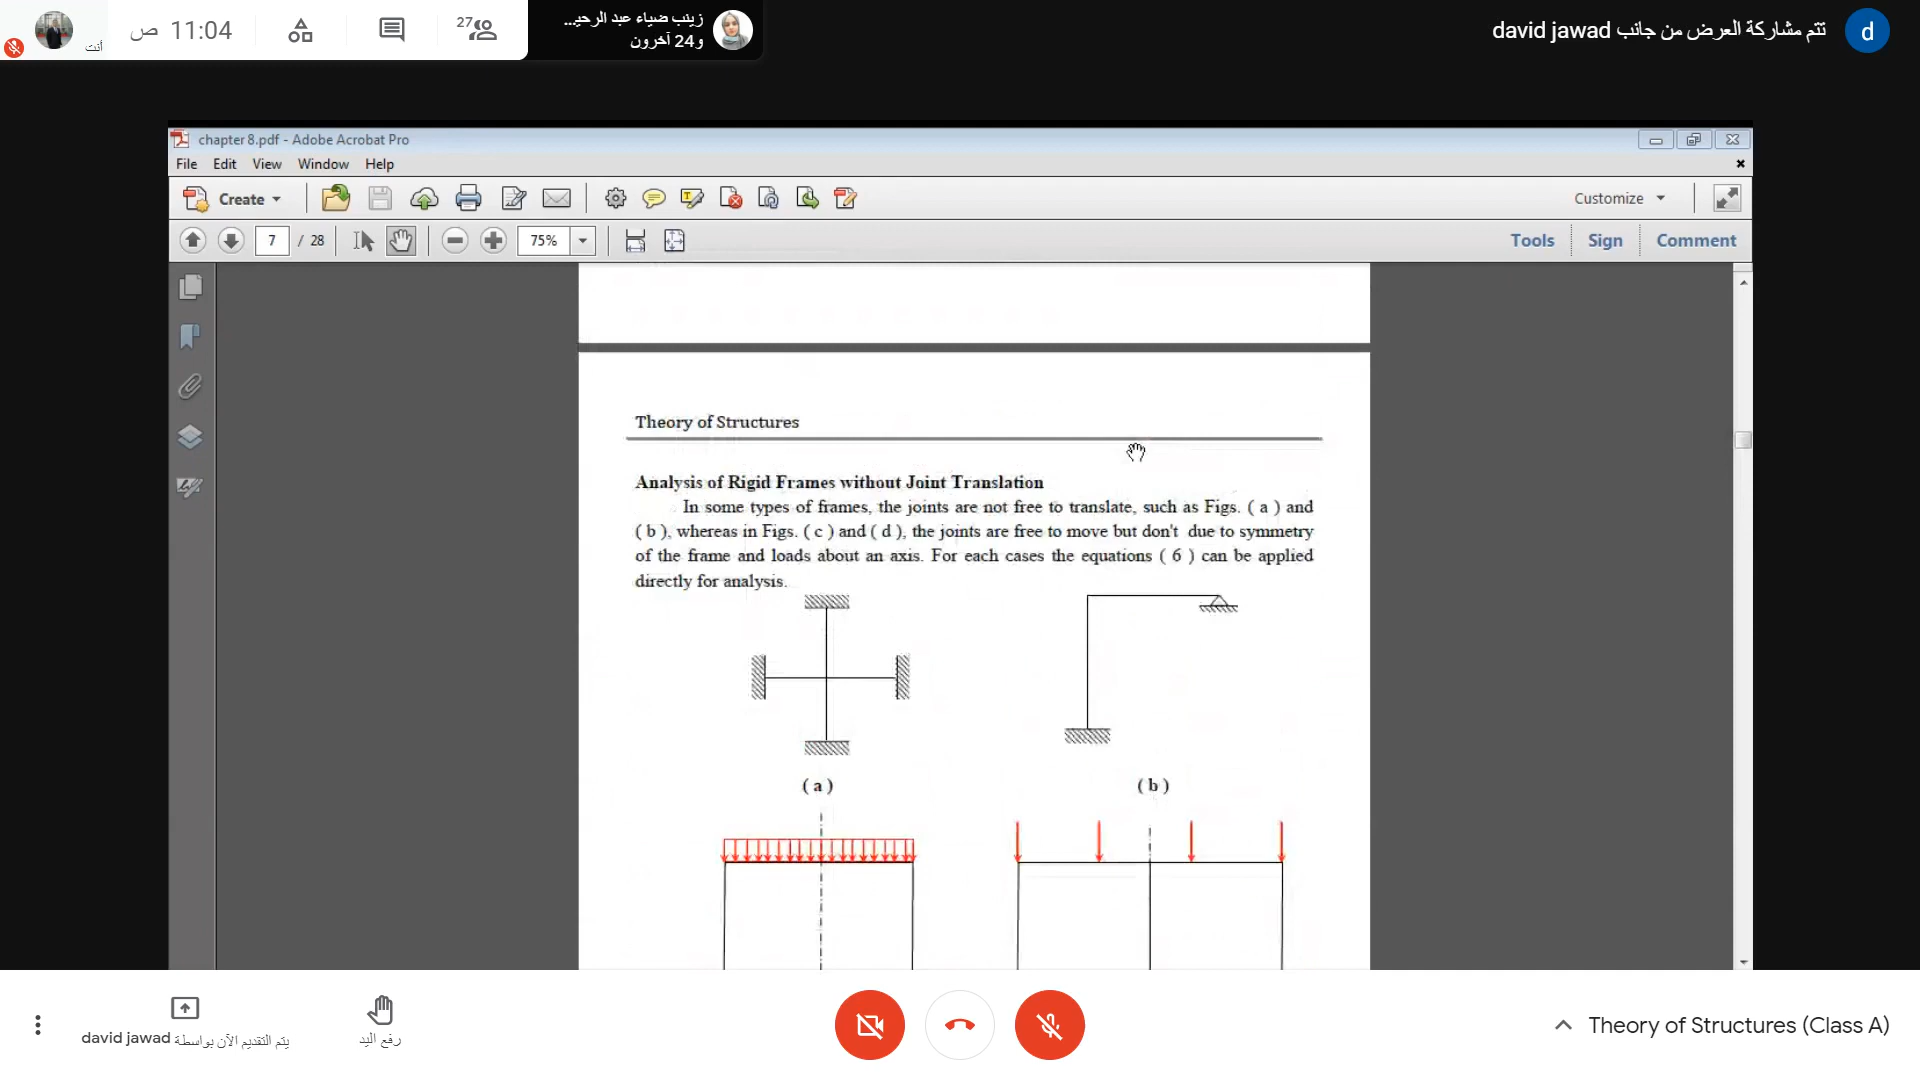 أنت
11:04 ص
27
زينب ضياء عبد الرحيـ...
و24 آخرون
تتم مشاركة العرض من جانب david jawad
d
chapter 8.pdf - Adobe Acrobat Pro
File Edit View Window Help
Create
Customize
7 / 28
75%
Tools Sign Comment
Theory of Structures
Analysis of Rigid Frames without Joint Translation
In some types of frames, the joints are not free to translate, such as Figs. ( a ) and
( b ), whereas in Figs. ( c ) and ( d ), the joints are free to move but don't due to symmetry
of the frame and loads about an axis. For each cases the equations ( 6 ) can be applied
directly for analysis.
( a )
( b )
يتم التقديم الآن بواسطة david jawad
رفع اليد
Theory of Structures (Class A)